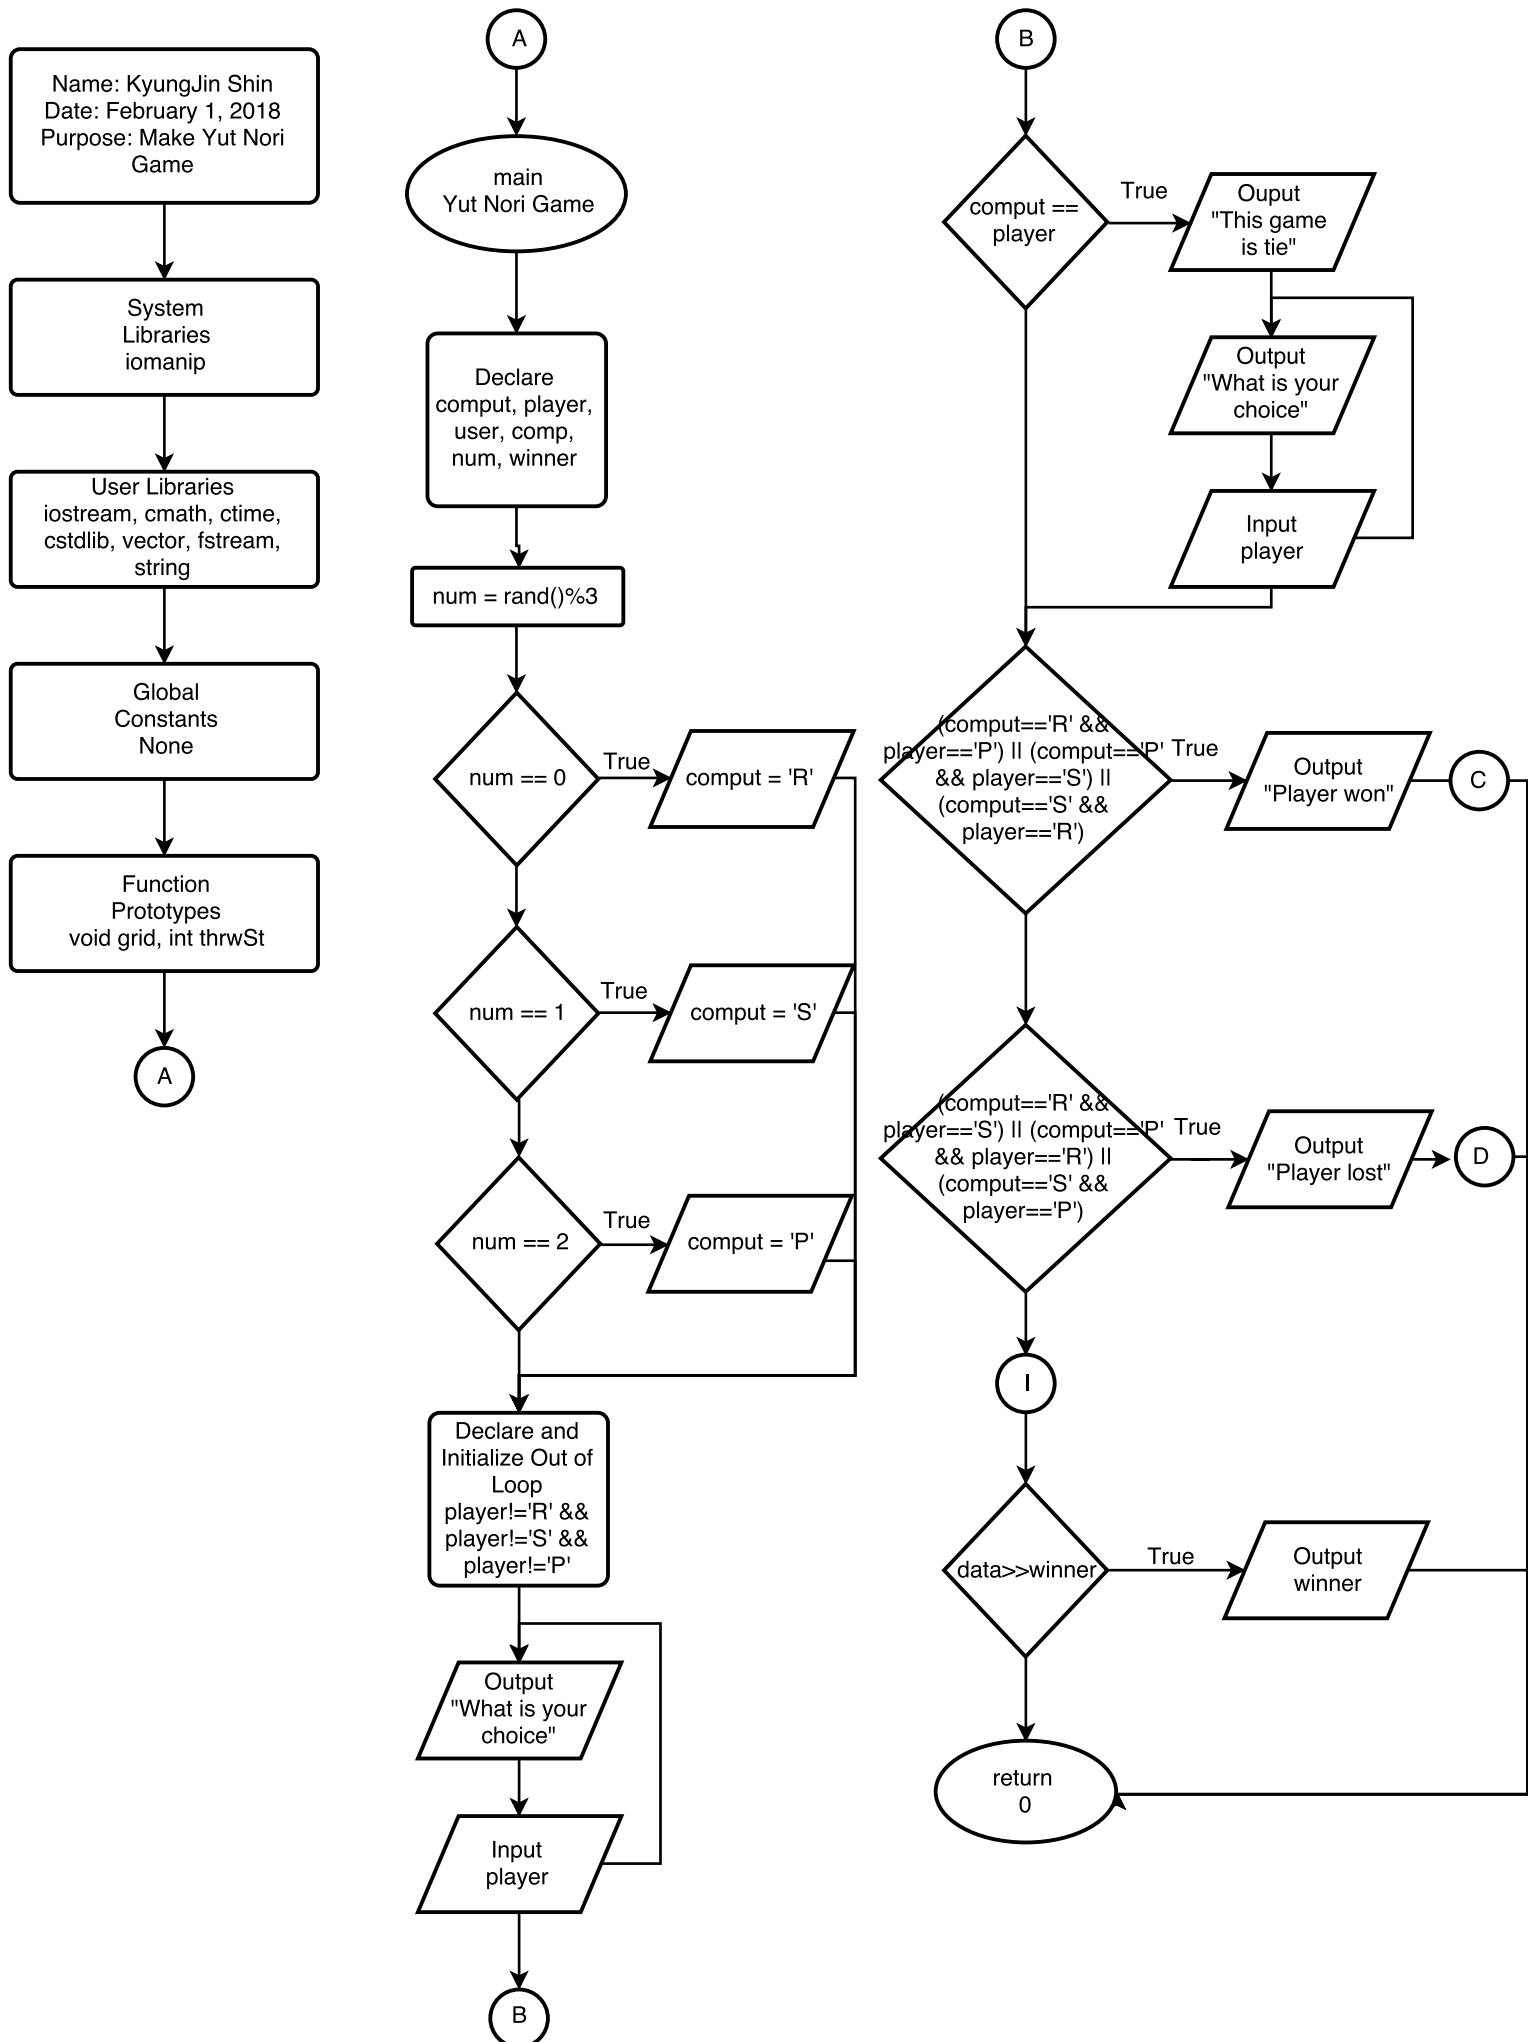 Name: KyungJin Shin
Date: February 1, 2018
Purpose: Make Yut Nori
Game
System
Libraries
iomanip
User Libraries
iostream, cmath, ctime,
cstdlib, vector, fstream,
string
Global
Constants
None
Function
Prototypes
void grid, int thrwSt
A
A
main
Yut Nori Game
Declare
comput, player,
user, comp,
num, winner
num = rand()%3
num == 0
True
comput = 'R'
num == 1
True
comput = 'S'
num == 2
True
comput = 'P'
Declare and
Initialize Out of
Loop
player!='R' &&
player!='S' &&
player!='P'
Output
"What is your
choice"
Input
player
B
B
comput ==
player
True
Ouput
"This game
is tie"
Output
"What is your
choice"
Input
player
(comput=='R' &&
player=='P') || (comput=='P'
&& player=='S') ||
(comput=='S' &&
player=='R')
True
Output
"Player won"
C
(comput=='R' &&
player=='S') || (comput=='P'
&& player=='R') ||
(comput=='S' &&
player=='P')
True
Output
"Player lost"
D
I
data>>winner
True
Output
winner
return
0